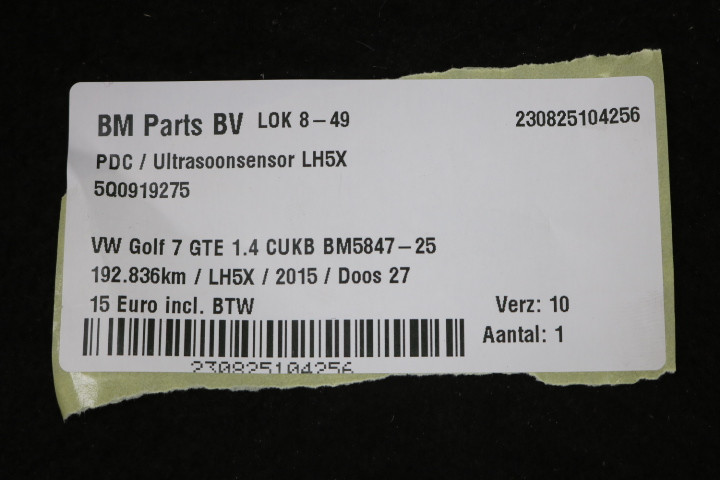 BM Parts BV LOK 8-49 230825104256
PDC / Ultrasoonsensor LH5X
5Q0919275
VW Golf 7 GTE 1.4 CUKB BM5847-25
192.836km / LH5X / 2015 / Doos 27
15 Euro incl. BTW Verz: 10
Aantal: 1
230825104256